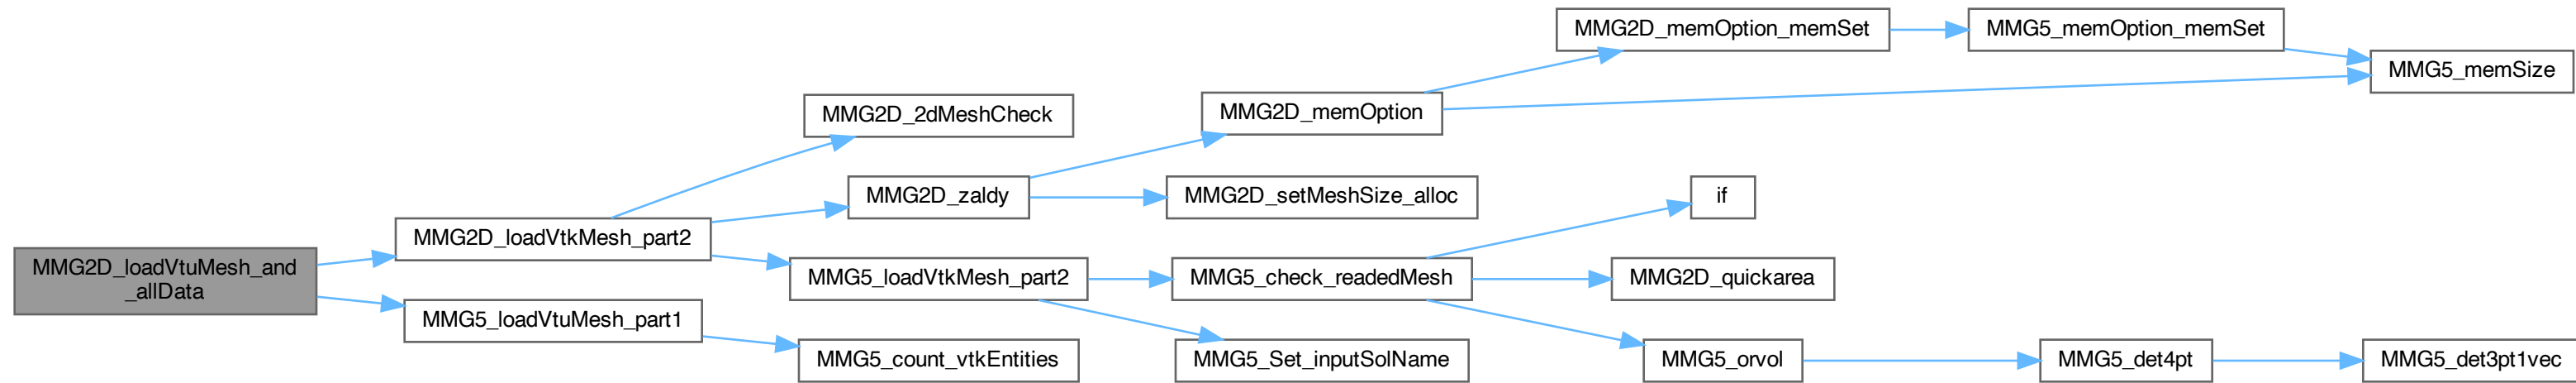 MMG2D_loadVtuMesh_and
_allData
MMG2D_loadVtkMesh_part2
MMG2D_2dMeshCheck
MMG2D_zaldy
MMG2D_memOption
MMG2D_memOption_memSet
MMG5_memOption_memSet
MMG5_memSize
MMG2D_setMeshSize_alloc
MMG5_loadVtkMesh_part2
MMG5_check_readedMesh
if
MMG2D_quickarea
MMG5_orvol
MMG5_det4pt
MMG5_det3pt1vec
MMG5_Set_inputSolName
MMG5_loadVtuMesh_part1
MMG5_count_vtkEntities